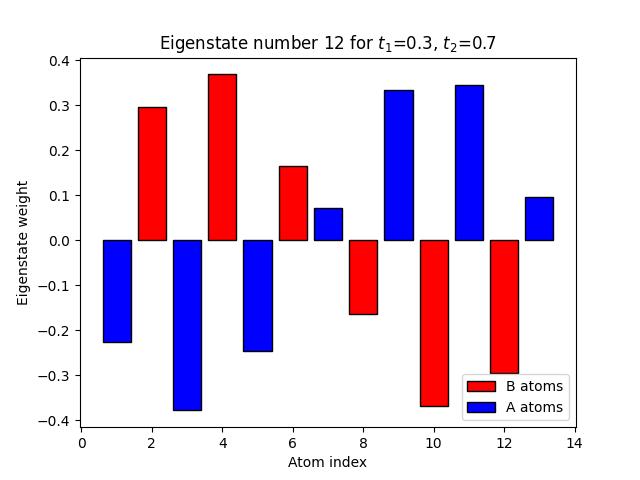 Eigenstate number 12 for $t_1$=0.3, $t_2$=0.7
Eigenstate weight
0.4
0.3
0.2
0.1
0.0
−0.1
−0.2
−0.3
−0.4
B atoms
A atoms
0 2 4 6 8 10 12 14
Atom index